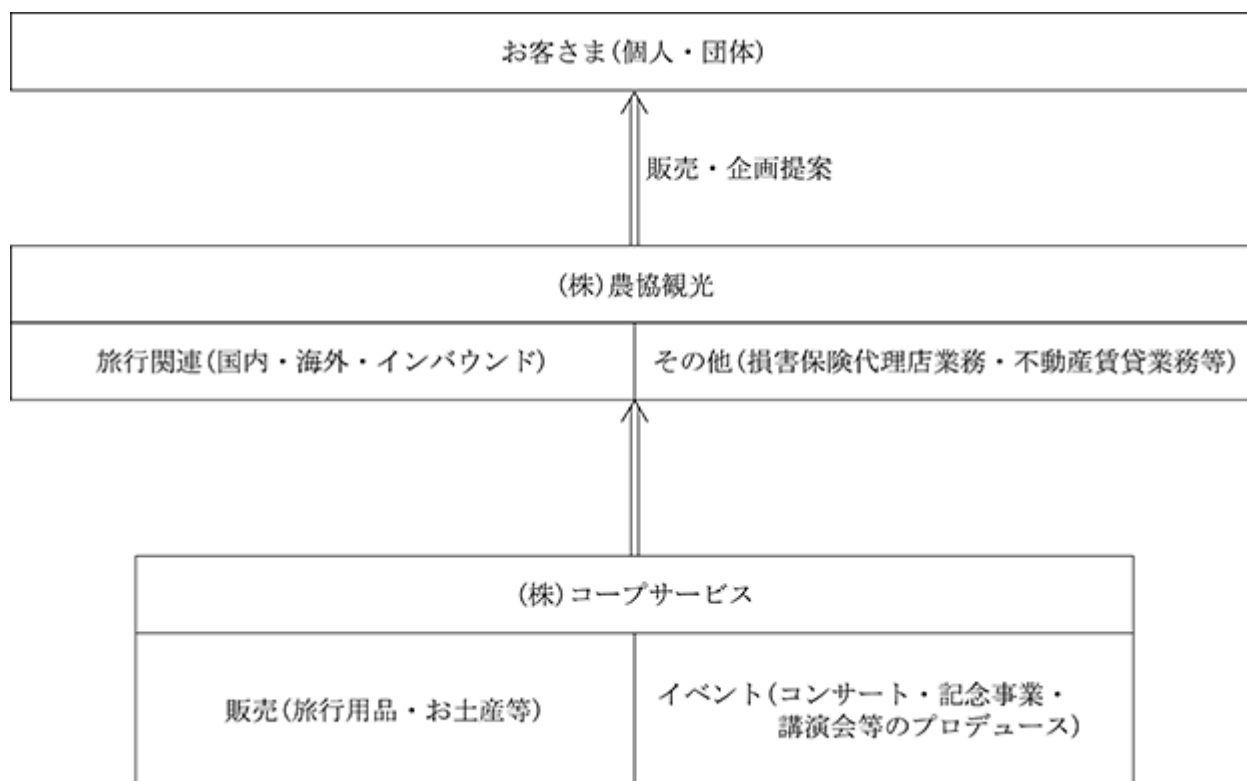 お客さま(個人・団体)
販売・企画提案
(株)農協観光
旅行関連(国内・海外・インバウンド)
その他(損害保険代理店業務・不動産賃貸業務等)
(株)コープサービス
販売(旅行用品・お土産等)
イベント(コンサート・記念事業・
講演会等のプロデュース)